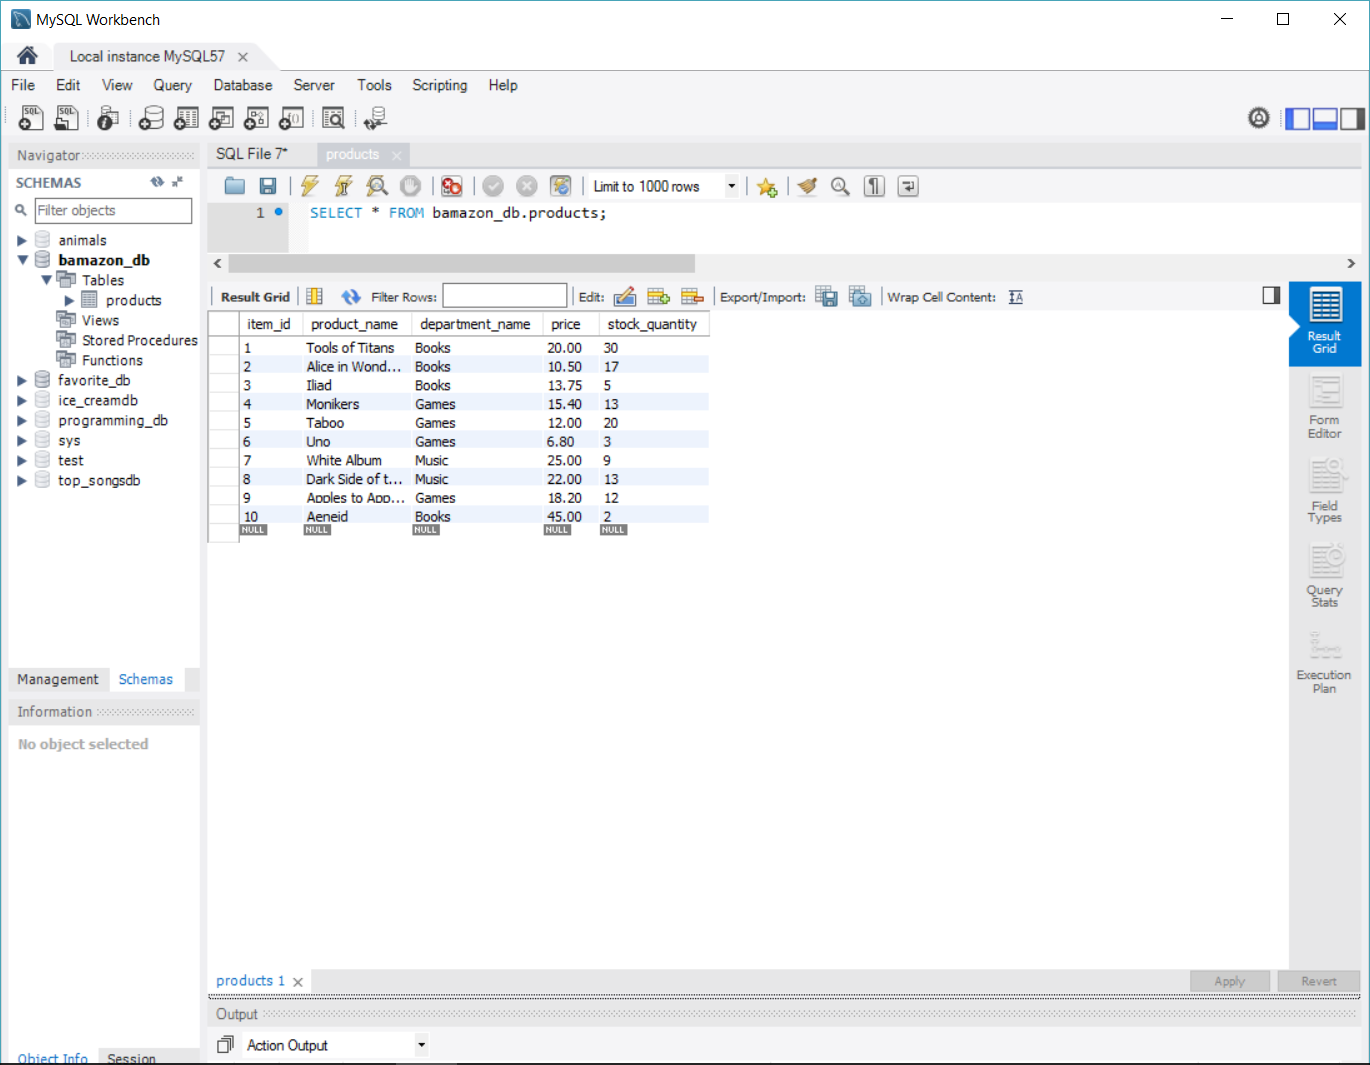 MySQL Workbench
Local instance MySQL57
File Edit View Query Database Server Tools Scripting Help
Navigator
SCHEMAS
Filter objects
animals
bamazon_db
Tables
products
Views
Stored Procedures
Functions
favorite_db
ice_creamdb
programming_db
sys
test
top_songsdb
Management Schemas
Information
No object selected
Object Info Session
SQL File 7* products
Limit to 1000 rows
1 SELECT * FROM bamazon_db.products;
Result Grid Filter Rows: Edit: Export/Import: Wrap Cell Content: IA
item_id product_name department_name price stock_quantity
1 Tools of Titans Books 20.00 30
2 Alice in Wond... Books 10.50 17
3 Iliad Books 13.75 5
4 Monikers Games 15.40 13
5 Taboo Games 12.00 20
6 Uno Games 6.80 3
7 White Album Music 25.00 9
8 Dark Side of t... Music 22.00 13
9 Apples to App... Games 18.20 12
10 Aeneid Books 45.00 2
NULL NULL NULL NULL NULL
Result
Grid
Form
Editor
Field
Types
Query
Stats
Execution
Plan
products 1
Apply Revert
Output
Action Output